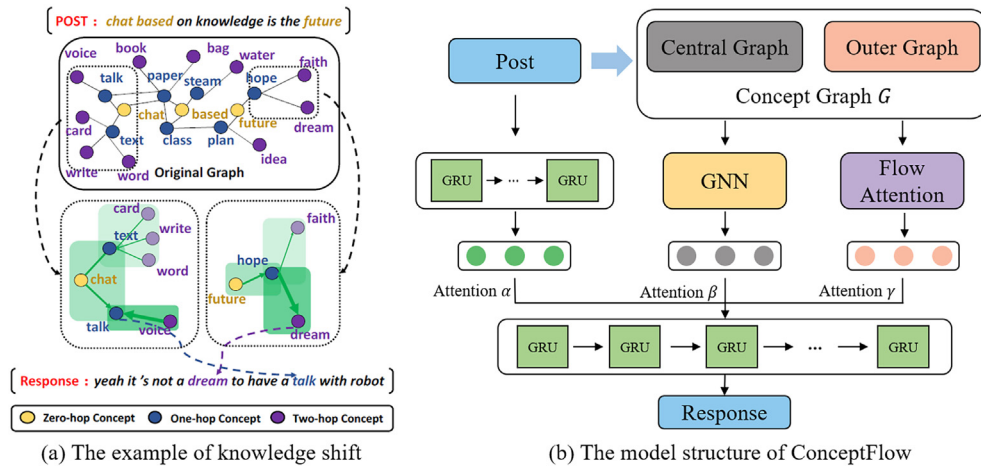 POST : chat based on knowledge is the future
voice
book
bag
water
talk
paper
steam
hope
faith
chat
based
future
card
text
class
plan
dream
write
word
idea
Original Graph
card
text
write
word
chat
talk
voice
faith
hope
future
dream
Response : yeah it's not a dream to have a talk with robot
Zero-hop Concept
One-hop Concept
Two-hop Concept
(a) The example of knowledge shift
Post
Central Graph
Outer Graph
Concept Graph G
GRU
...
GRU
GNN
Flow
Attention
Attention α
Attention β
Attention γ
GRU
GRU
GRU
...
GRU
Response
(b) The model structure of ConceptFlow